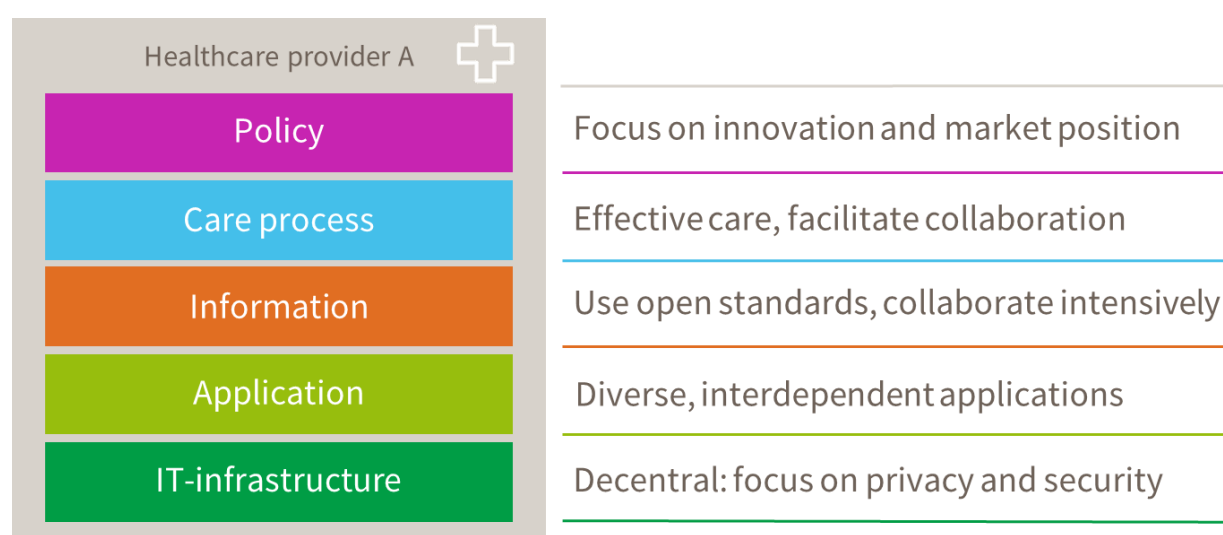 Healthcare provider A
Policy
Focus on innovation and market position
Care process
Effective care, facilitate collaboration
Information
Use open standards, collaborate intensively
Application
Diverse, interdependent applications
IT-infrastructure
Decentral: focus on privacy and security